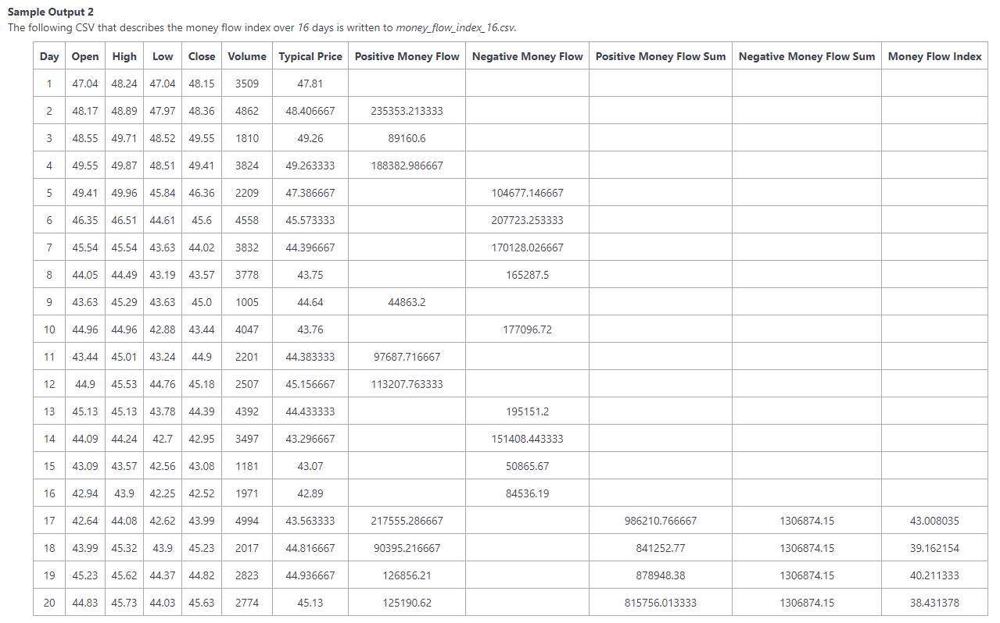 Sample Output 2
The following CSV that describes the money flow index over 16 days is written to money_flow_index_16.csv.
Day Open High Low Close Volume Typical Price Positive Money Flow Negative Money Flow Positive Money Flow Sum Negative Money Flow Sum Money Flow Index
1 47.04 48.24 47.04 48.15 3509 47.81
2 48.17 48.89 47.97 48.36 4862 48.406667 235353.213333
3 48.55 49.71 48.52 49.55 1810 49.26 89160.6
4 49.55 49.87 48.51 49.41 3824 49.263333 188382.986667
5 49.41 49.96 45.84 46.36 2209 47.386667 104677.146667
6 46.35 46.51 44.61 45.6 4558 45.573333 207723.253333
7 45.54 45.54 43.63 44.02 3832 44.396667 170128.026667
8 44.05 44.49 43.19 43.57 3778 43.75 165287.5
9 43.63 45.29 43.63 45.0 1005 44.64 44863.2
10 44.96 44.96 42.88 43.44 4047 43.76 177096.72
11 43.44 45.01 43.24 44.9 2201 44.383333 97687.716667
12 44.9 45.53 44.76 45.18 2507 45.156667 113207.763333
13 45.13 45.13 43.78 44.39 4392 44.433333 195151.2
14 44.09 44.24 42.7 42.95 3497 43.296667 151408.443333
15 43.09 43.57 42.56 43.08 1181 43.07 50865.67
16 42.94 43.9 42.25 42.52 1971 42.89 84536.19
17 42.64 44.08 42.62 43.99 4994 43.563333 217555.286667 986210.766667 1306874.15 43.008035
18 43.99 45.32 43.9 45.23 2017 44.816667 90395.216667 841252.77 1306874.15 39.162154
19 45.23 45.62 44.37 44.82 2823 44.936667 126856.21 878948.38 1306874.15 40.211333
20 44.83 45.73 44.03 45.63 2774 45.13 125190.62 815756.013333 1306874.15 38.431378